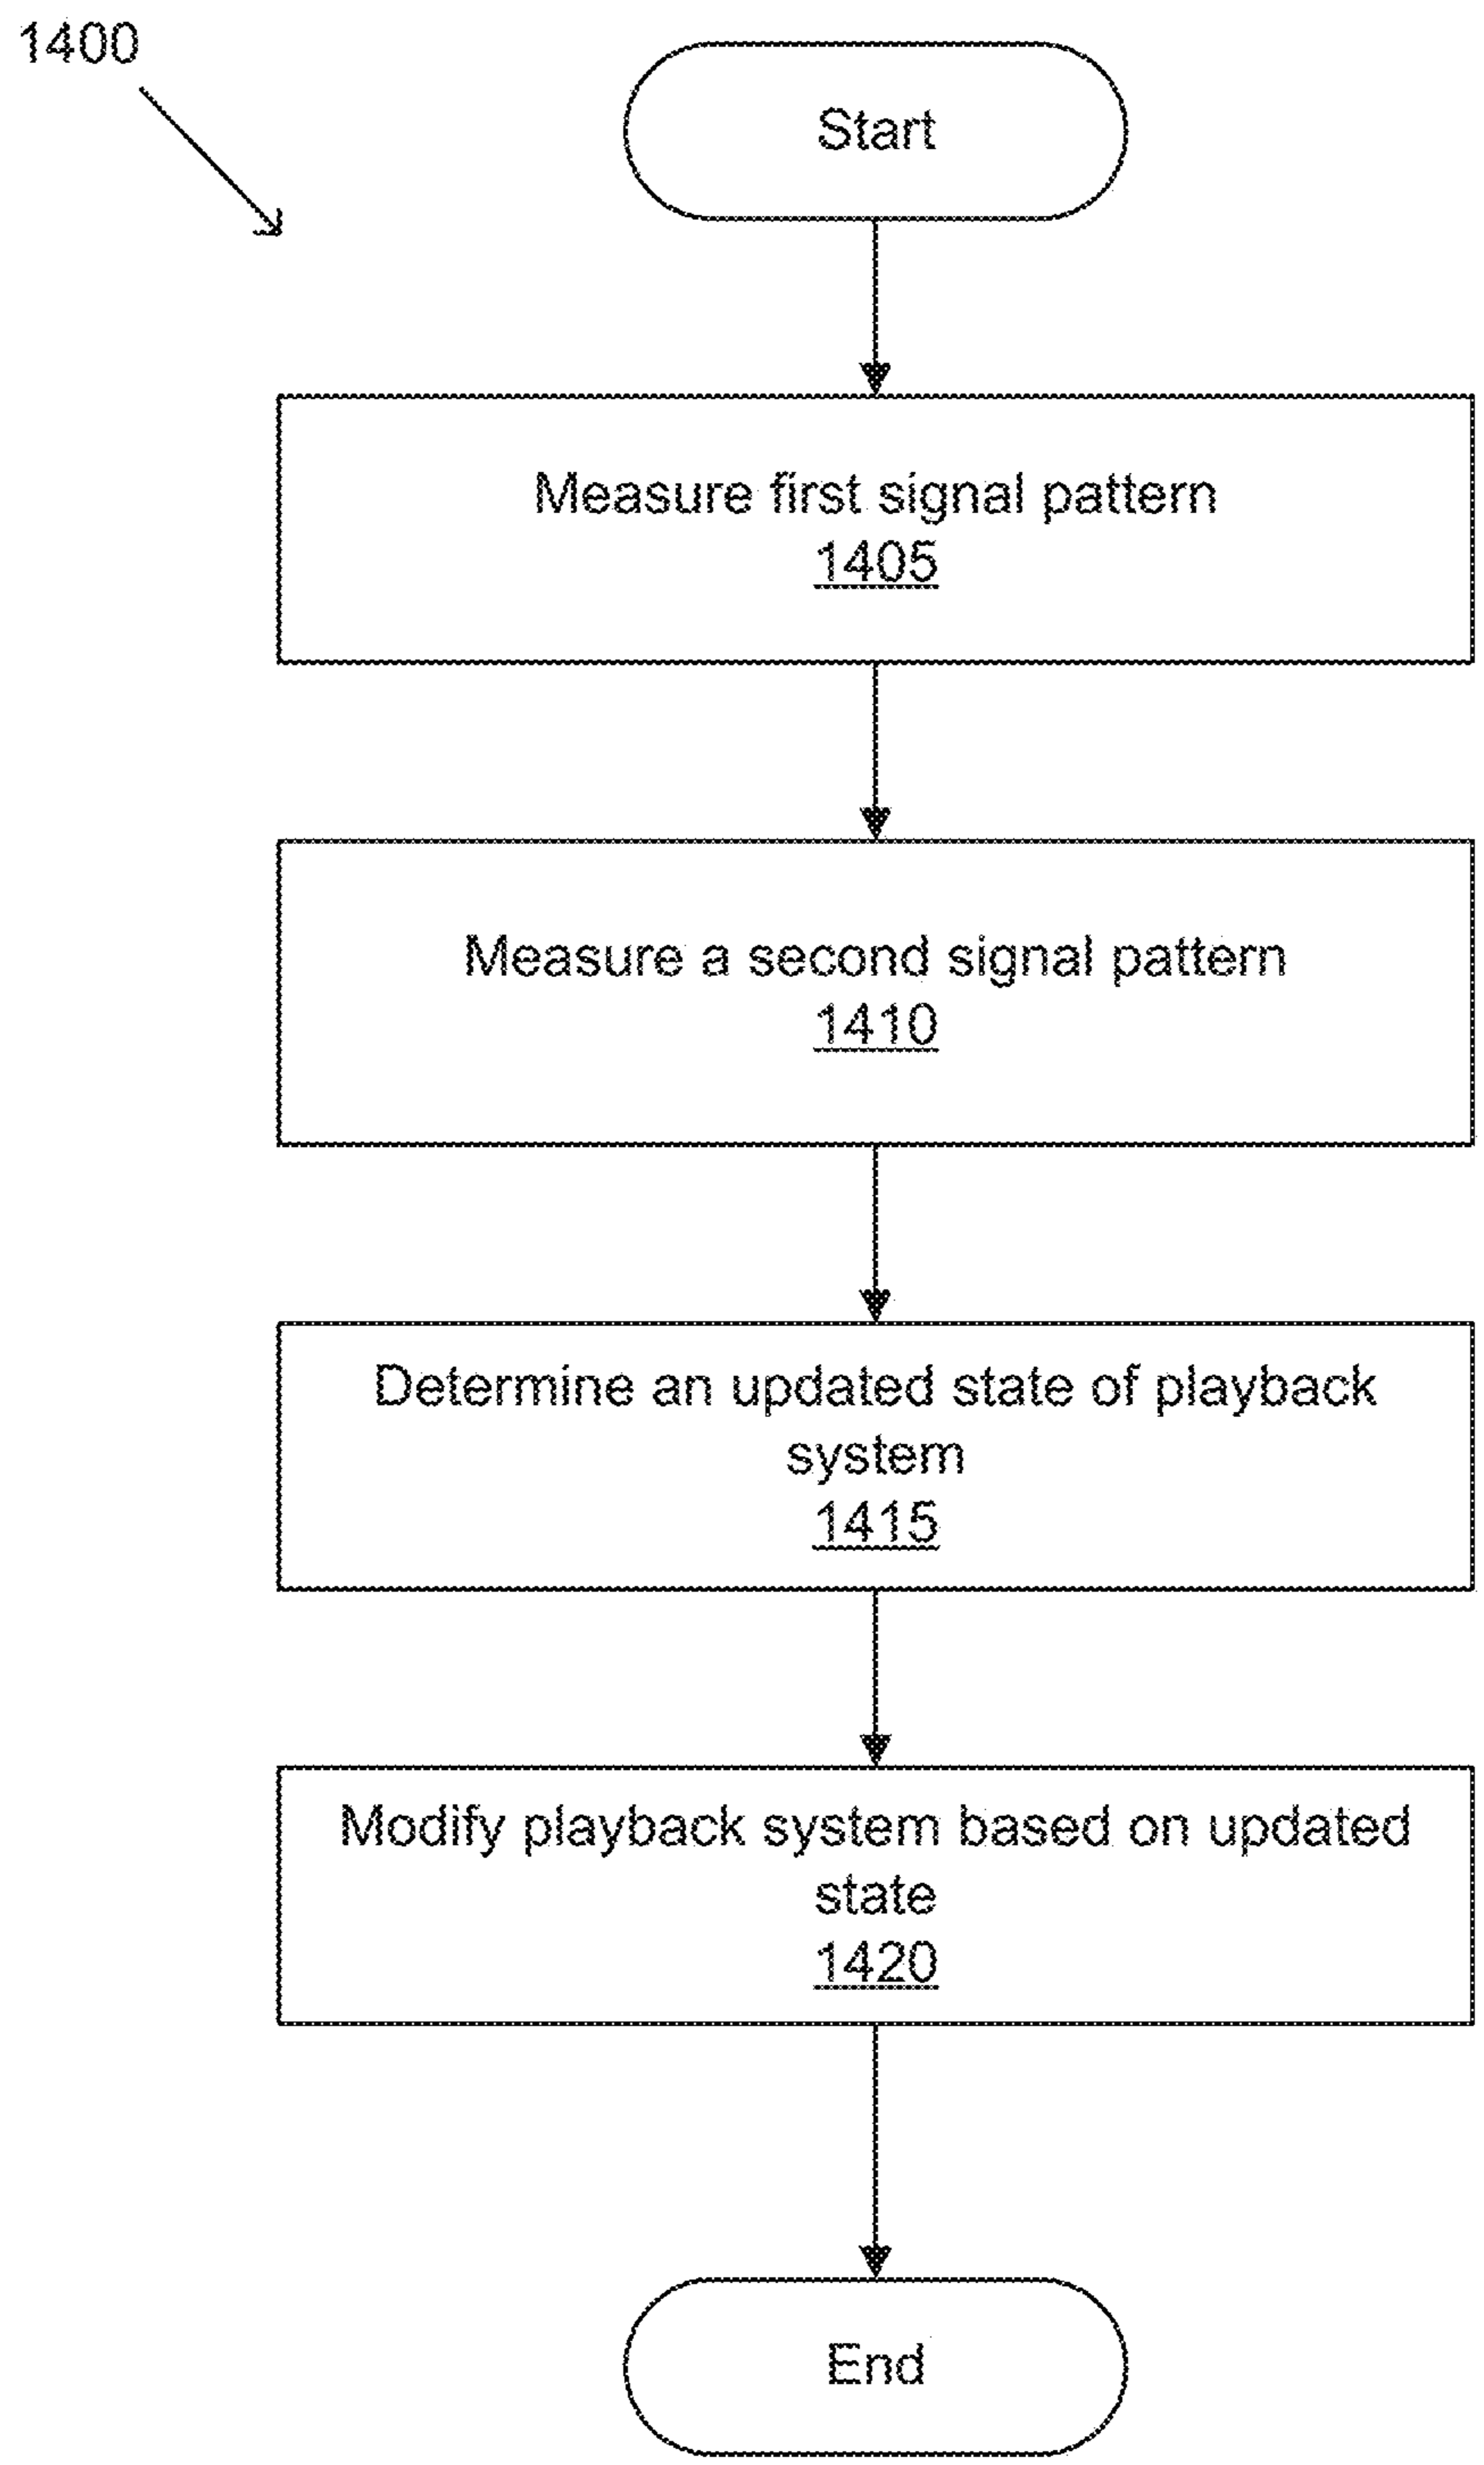 1400
Start
Measure first signal pattern
1405
Measure a second signal pattern
1410
Determine an updated state of playback
system
1415
Modify playback system based on updated
state
1420
End